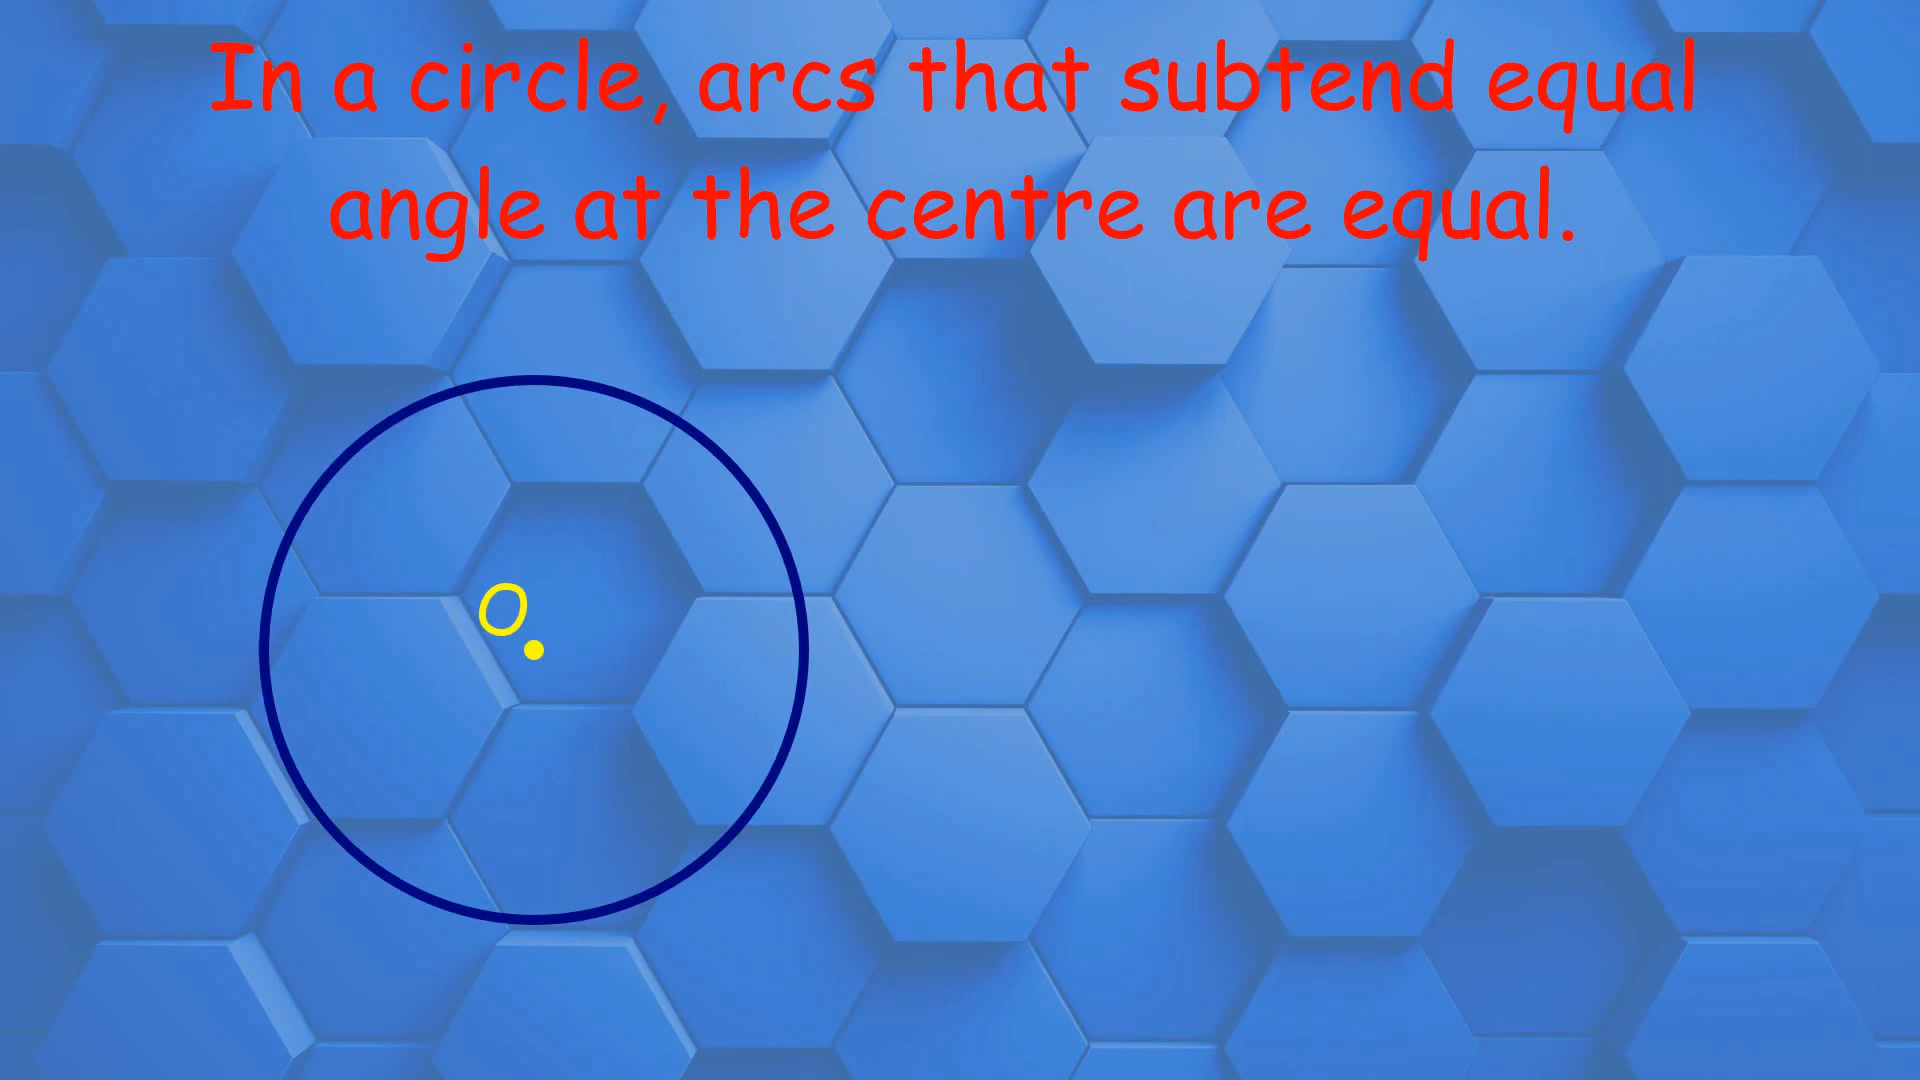 In a circle, arcs that subtend equal
angle at the centre are equal.
O